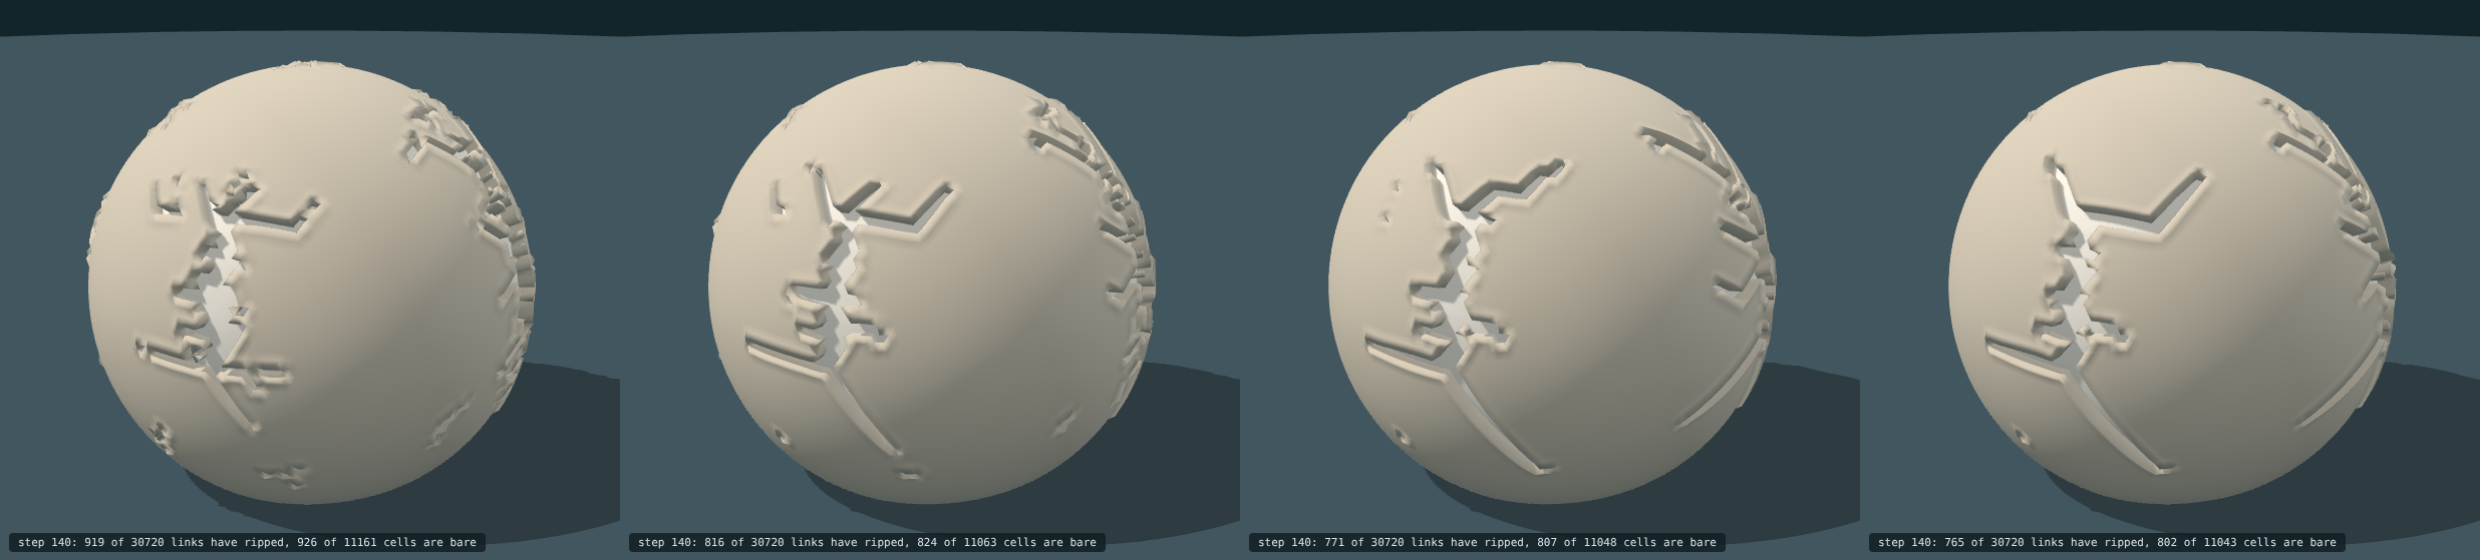 step 140: 919 of 30720 links have ripped, 926 of 11161 cells are bare
step 140: 816 of 30720 links have ripped, 824 of 11063 cells are bare
step 140: 771 of 30720 links have ripped, 807 of 11048 cells are bare
step 140: 765 of 30720 links have ripped, 802 of 11043 cells are bare